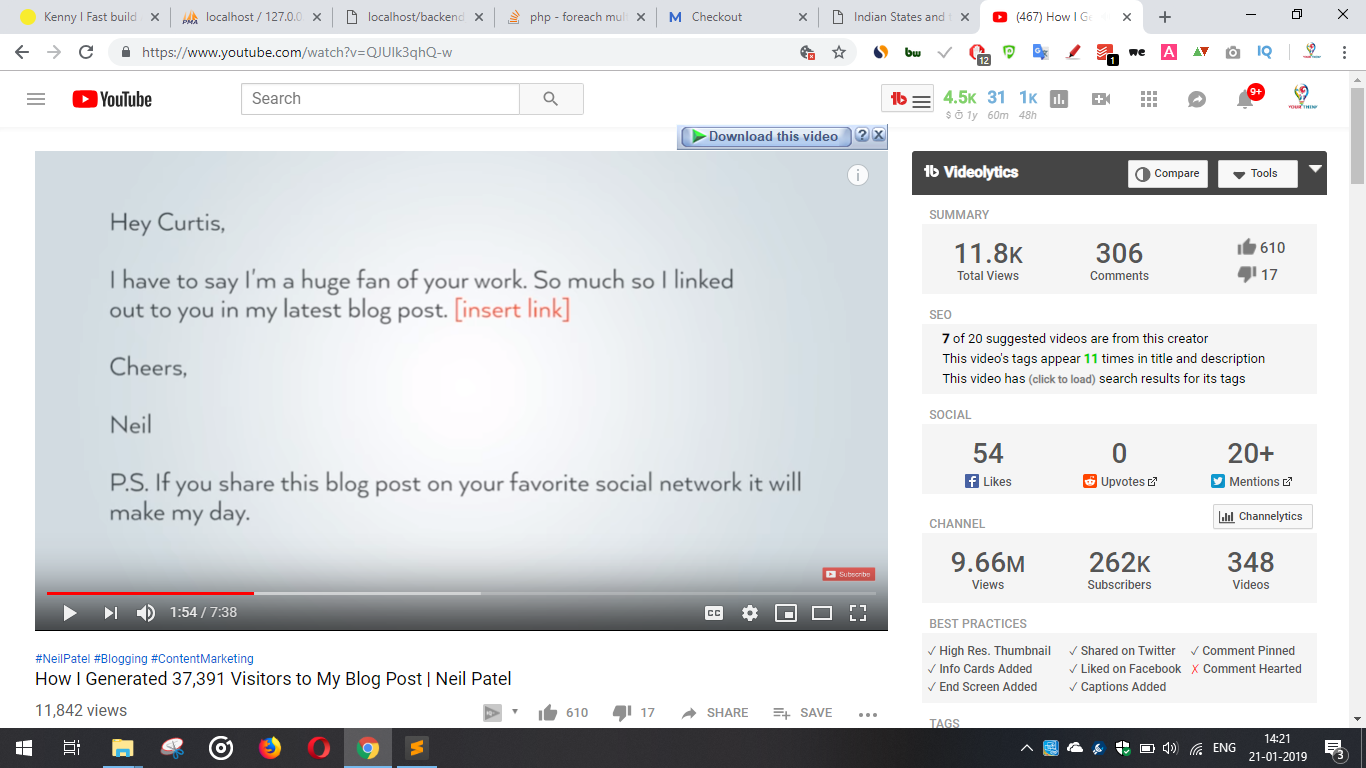 Kenny I Fast build
localhost / 127.0.0
localhost/backend
php - foreach mul
Checkout
Indian States and
(467) How I Ge
https://www.youtube.com/watch?v=QJUIk3qhQ-w
bw
12
1
we
A
IQ
YouTube
Search
4.5K 31 1K
$ 1y 60m 48h
9+
Download this video ? X
Hey Curtis,
I have to say I'm a huge fan of your work. So much so I linked
out to you in my latest blog post. [insert link]
Cheers,
Neil
P.S. If you share this blog post on your favorite social network it will
make my day.
Subscribe
1:54 / 7:38
CC
#NeilPatel #Blogging #ContentMarketing
How I Generated 37,391 Visitors to My Blog Post | Neil Patel
11,842 views
610 17 SHARE SAVE
tb Videolytics Compare Tools
SUMMARY
11.8K 306 610
Total Views Comments 17
SEO
7 of 20 suggested videos are from this creator
This video's tags appear 11 times in title and description
This video has (click to load) search results for its tags
SOCIAL
54 0 20+
Likes Upvotes Mentions
CHANNEL Channelytics
9.66M 262K 348
Views Subscribers Videos
BEST PRACTICES
✓ High Res. Thumbnail ✓ Shared on Twitter ✓ Comment Pinned
✓ Info Cards Added ✓ Liked on Facebook ✗ Comment Hearted
✓ End Screen Added ✓ Captions Added
TAGS
ENG
14:21
21-01-2019
3